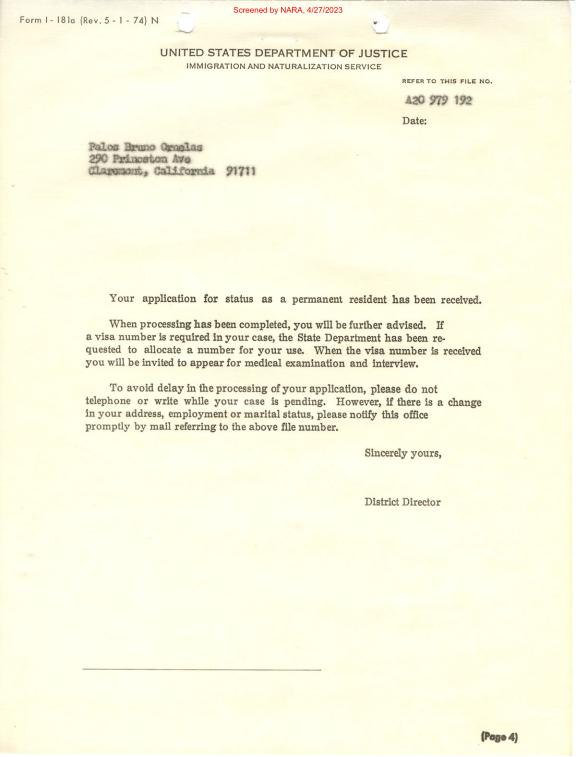 Screened by NARA, 4/27/2023
Form I-181a (Rev. 5-1-74) N
UNITED STATES DEPARTMENT OF JUSTICE
IMMIGRATION AND NATURALIZATION SERVICE
REFER TO THIS FILE NO.
A20 979 192
Date:
Palos Bruno Ornelas
290 Princeton Ave
Claremont, California 91711
Your application for status as a permanent resident has been received.
When processing has been completed, you will be further advised. If
a visa number is required in your case, the State Department has been re-
quested to allocate a number for your use. When the visa number is received
you will be invited to appear for medical examination and interview.
To avoid delay in the processing of your application, please do not
telephone or write while your case is pending. However, if there is a change
in your address, employment or marital status, please notify this office
promptly by mail referring to the above file number.
Sincerely yours,
District Director
(Page 4)